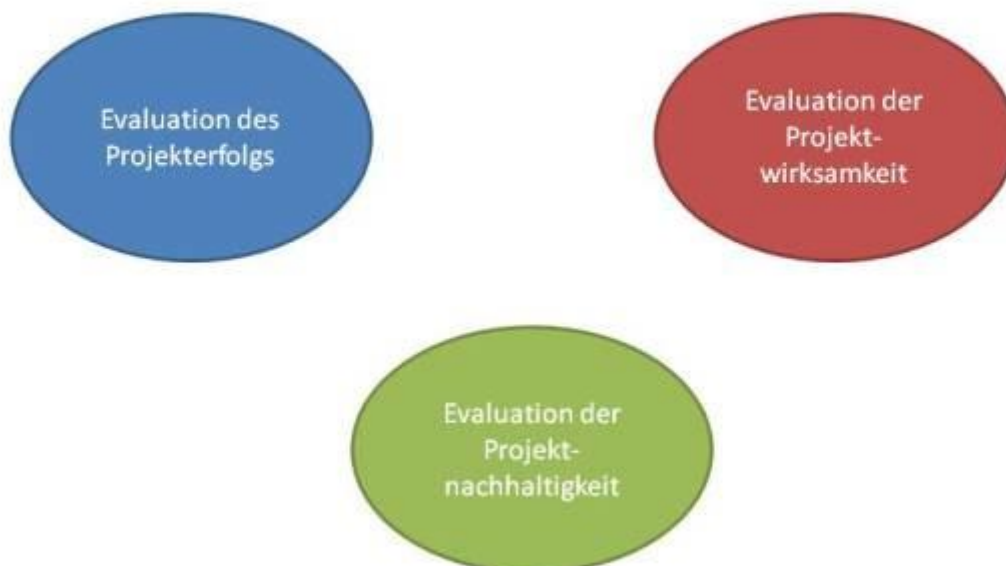 Evaluation des
Projekterfolgs
Evaluation der
Projekt-
wirksamkeit
Evaluation der
Projekt-
nachhaltigkeit